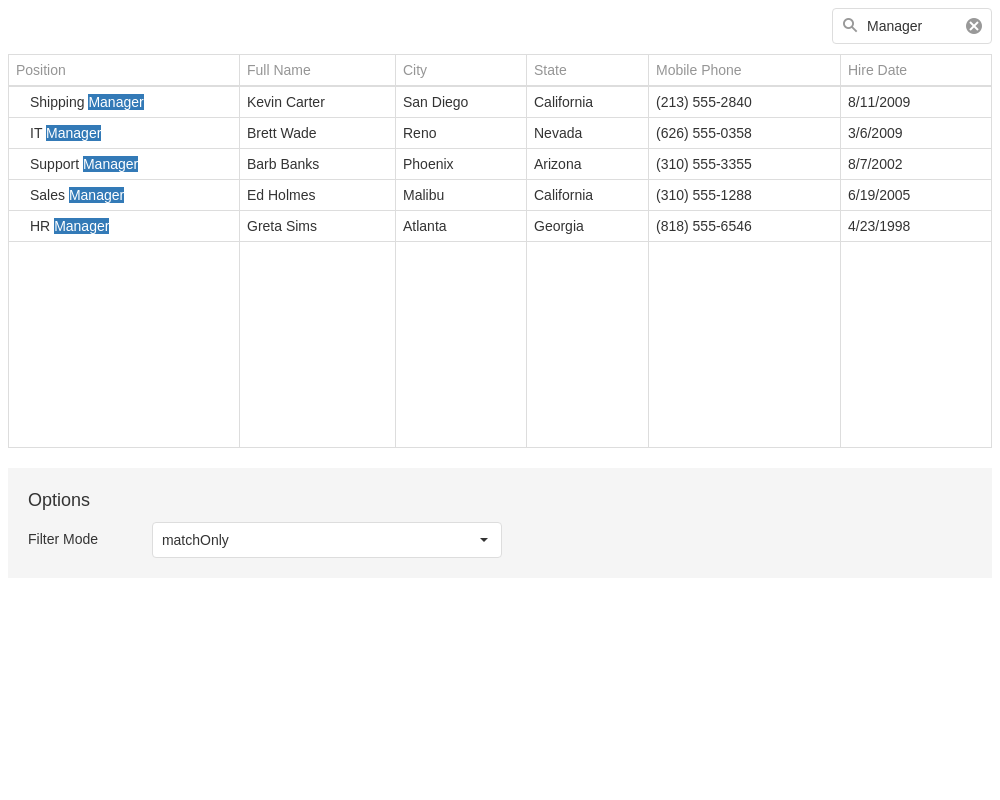 Manager
Position Full Name City State Mobile Phone Hire Date
Shipping Manager Kevin Carter San Diego California (213) 555-2840 8/11/2009
IT Manager Brett Wade Reno Nevada (626) 555-0358 3/6/2009
Support Manager Barb Banks Phoenix Arizona (310) 555-3355 8/7/2002
Sales Manager Ed Holmes Malibu California (310) 555-1288 6/19/2005
HR Manager Greta Sims Atlanta Georgia (818) 555-6546 4/23/1998
Options
Filter Mode matchOnly